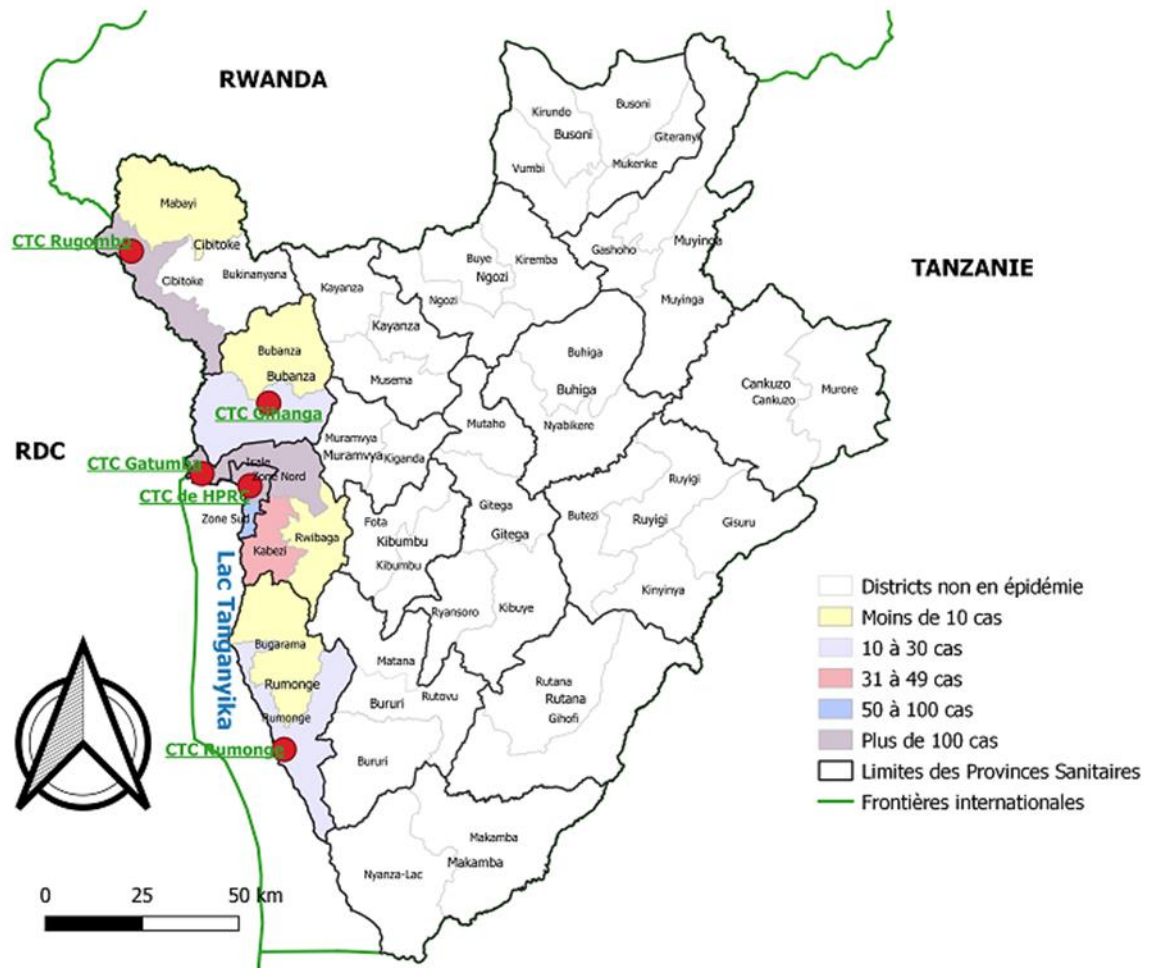 RWANDA
Kirundo
Busoni
Busoni
Giteranyi
Vumbi
Mukenke
Mabayi
CTC Rugombo
Cibitoke
Cibitoke
Bukinanyana
Gashoho
Muyinga
Muyinga
TANZANIE
Buye
Ngozi
Kiremba
Ngozi
Kayanza
Kayanza
Musema
Bubanza
Bubanza
CTC Gihanga
Buhiga
Buhiga
Nyabikere
Cankuzo
Cankuzo
Murore
RDC
Mutaho
Muramvya
Muramvya
Kiganda
CTC Gatumba
Isale
Zone Nord
CTC de HPRC
Zone Sud
Kabezi
Rwibaga
Fota
Kibumbu
Kibumbu
Gitega
Gitega
Ryansoro
Kibuye
Butezi
Ruyigi
Ruyigi
Gisuru
Kinyinya
Lac Tanganyika
Bugarama
Rumonge
Rumonge
CTC Rumonge
Matana
Bururi
Rutovu
Bururi
Rutana
Rutana
Gihofi
Makamba
Makamba
Nyanza-Lac
Districts non en épidémie
Moins de 10 cas
10 à 30 cas
31 à 49 cas
50 à 100 cas
Plus de 100 cas
Limites des Provinces Sanitaires
Frontières internationales
0 25 50 km